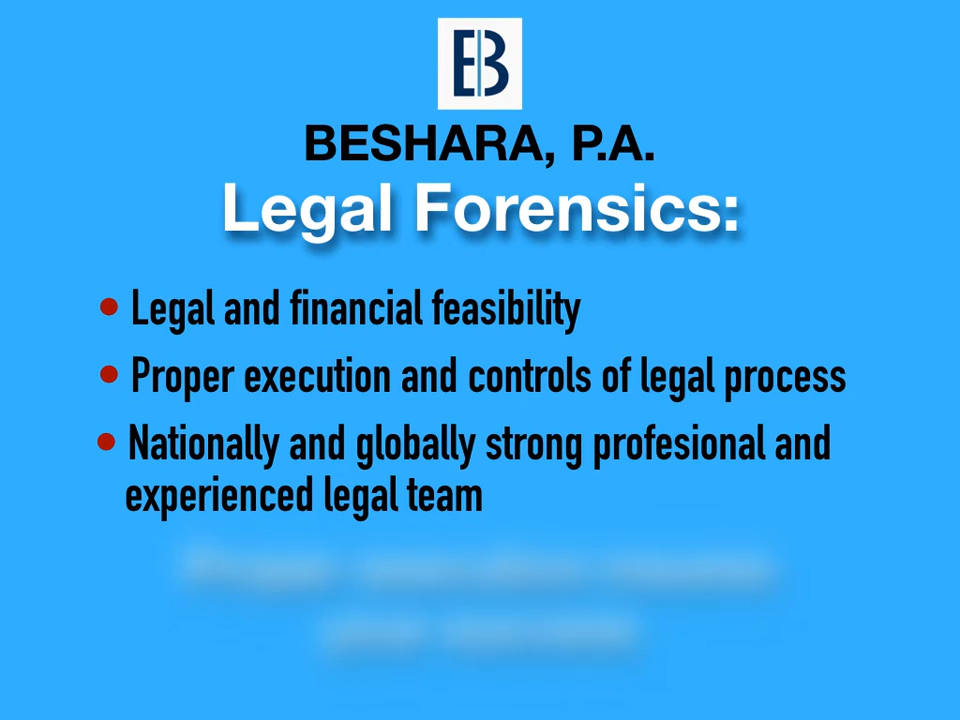 EB
BESHARA, P.A.
Legal Forensics:
• Legal and financial feasibility
• Proper execution and controls of legal process
• Nationally and globally strong profesional and
experienced legal team